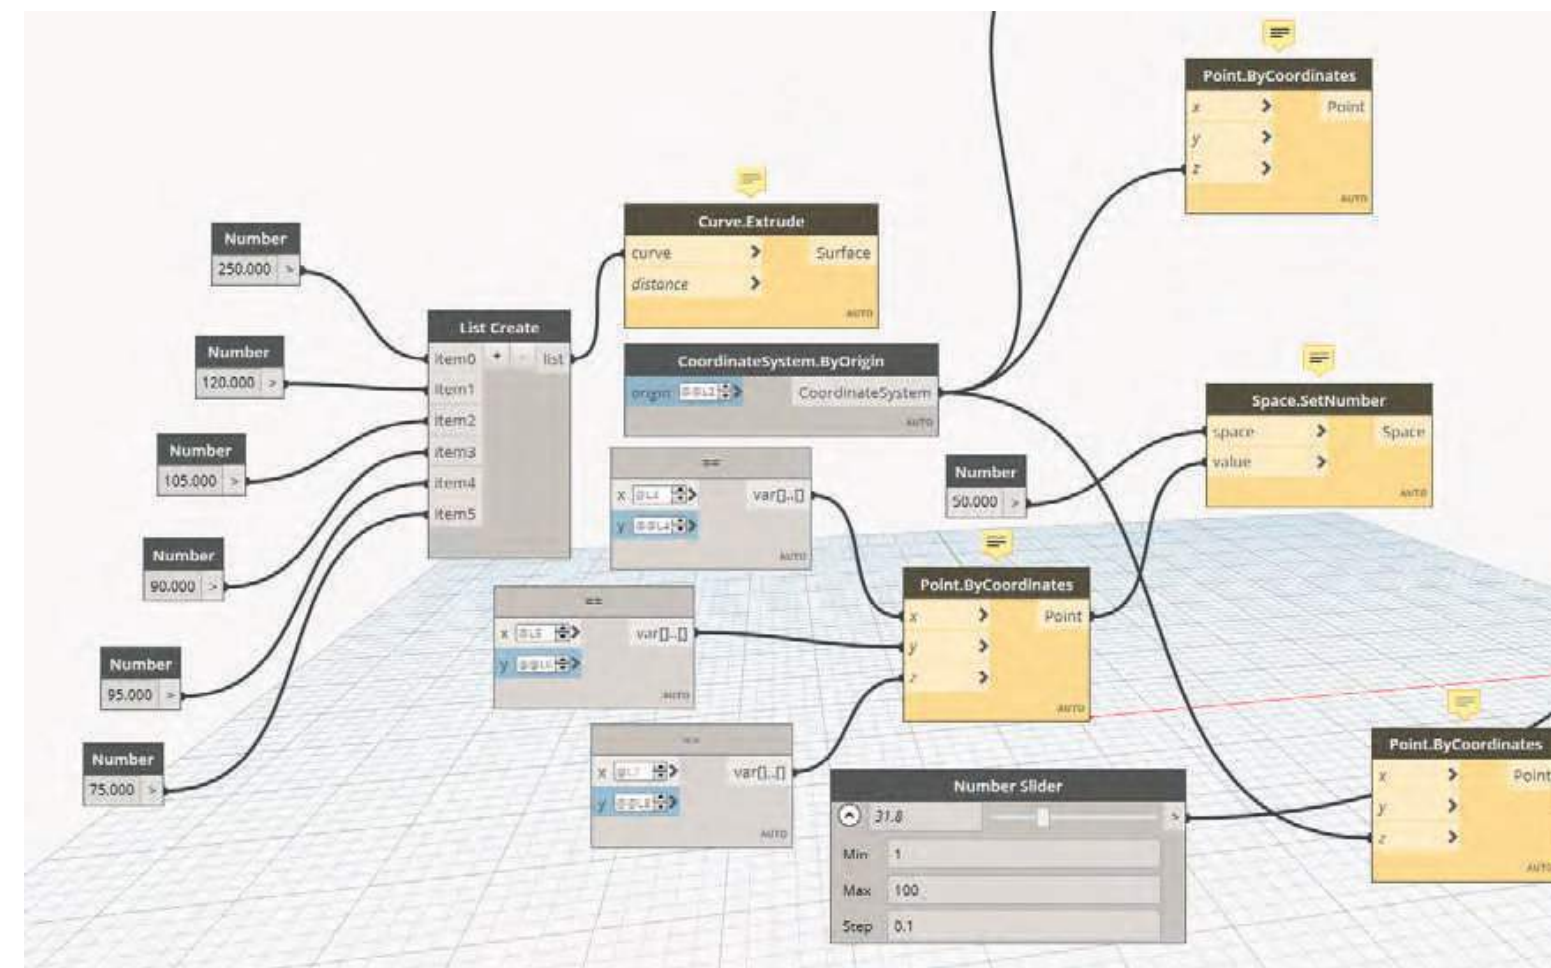 Point.ByCoordinates
x > Point
y >
z >
AUTO
Curve.Extrude
curve > Surface
distance >
AUTO
Number
250.000 >
List Create
item0 + - list
item1
item2
item3
item4
item5
Number
120.000 >
CoordinateSystem.ByOrigin
origin @@L2 > CoordinateSystem
AUTO
Space.SetNumber
space > Space
value >
AUTO
Number
105.000 >
==
x > var[]..[]
y @@L4 >
AUTO
Number
50.000 >
Number
90.000 >
Point.ByCoordinates
x > Point
y >
z >
AUTO
==
x > var[]..[]
y >
AUTO
Number
95.000 >
==
x > var[]..[]
y >
AUTO
Number
75.000 >
Point.ByCoordinates
x > Point
y >
z >
AUTO
Number Slider
31.8 >
Min 1
Max 100
Step 0.1